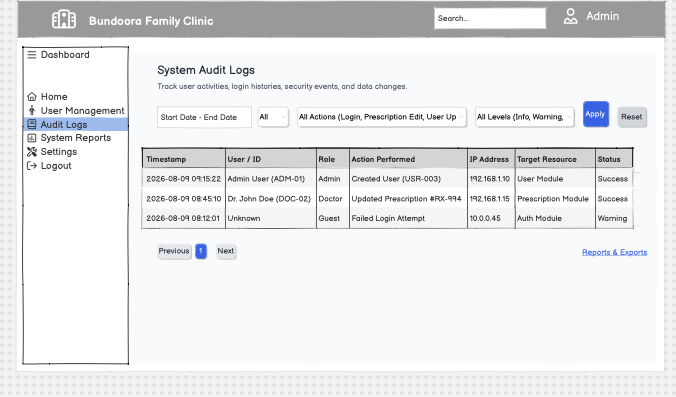 Bundoora Family Clinic
Search...
Admin
Dashboard
Home
User Management
Audit Logs
System Reports
Settings
Logout
System Audit Logs
Track user activities, login histories, security events, and data changes.
Start Date - End Date All All Actions (Login, Prescription Edit, User Up All Levels (Info, Warning, Apply Reset
Timestamp User / ID Role Action Performed IP Address Target Resource Status
2026-08-09 09:15:22 Admin User (ADM-01) Admin Created User (USR-003) 192.168.1.10 User Module Success
2026-08-09 08:45:10 Dr. John Doe (DOC-02) Doctor Updated Prescription #RX-994 192.168.1.15 Prescription Module Success
2026-08-09 08:12:01 Unknown Guest Failed Login Attempt 10.0.0.45 Auth Module Warning
Previous 1 Next
Reports & Exports